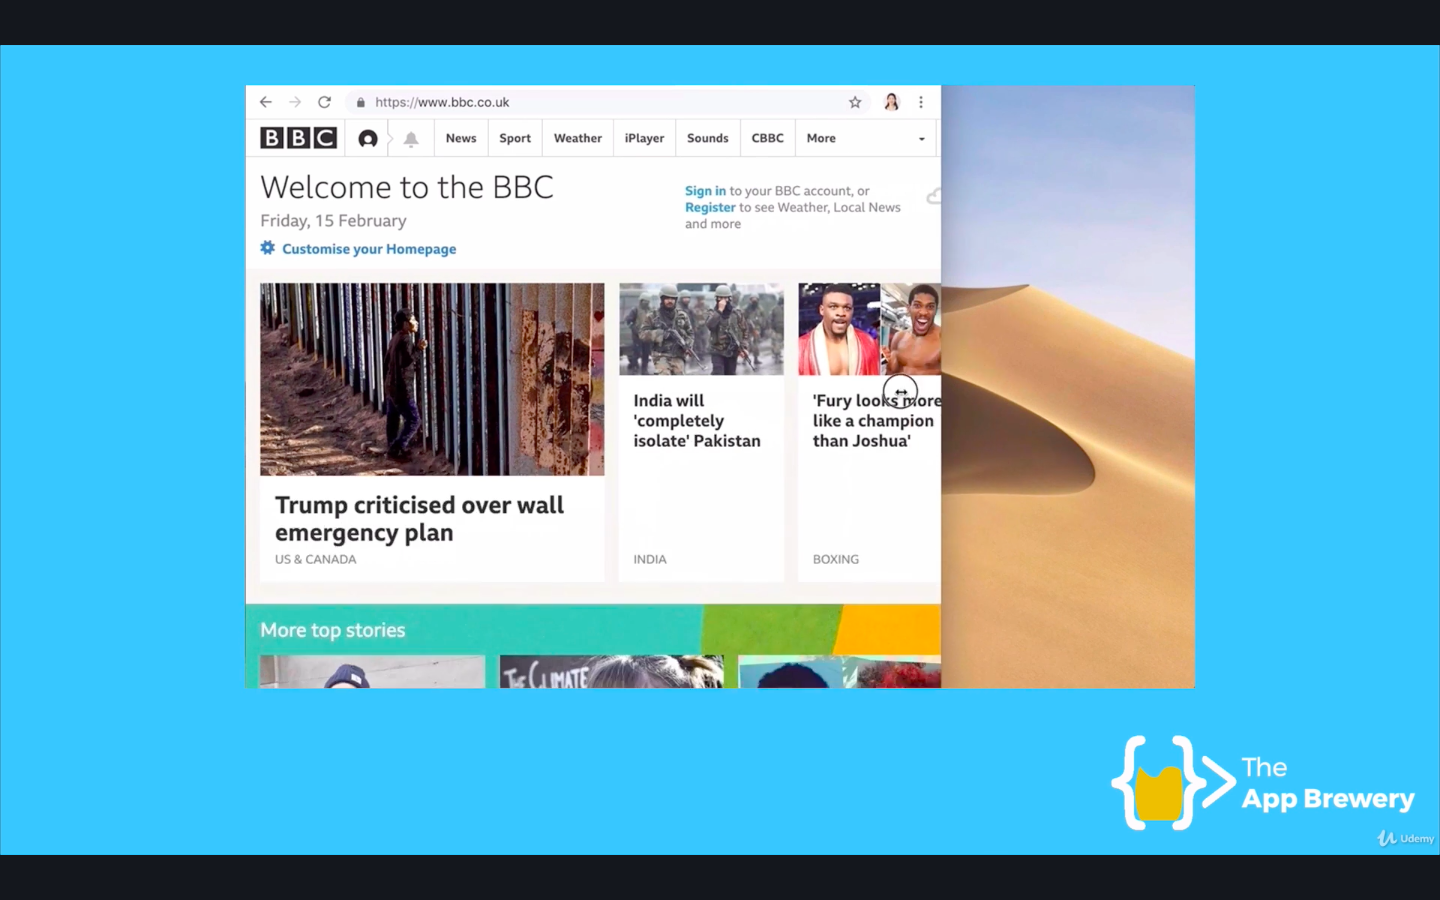 https://www.bbc.co.uk
BBC
News
Sport
Weather
iPlayer
Sounds
CBBC
More
Welcome to the BBC
Friday, 15 February
Customise your Homepage
Sign in to your BBC account, or
Register to see Weather, Local News
and more
Trump criticised over wall
emergency plan
US & CANADA
India will
'completely
isolate' Pakistan
INDIA
'Fury looks more
like a champion
than Joshua'
BOXING
More top stories
THE CLIMATE
The
App Brewery
Udemy